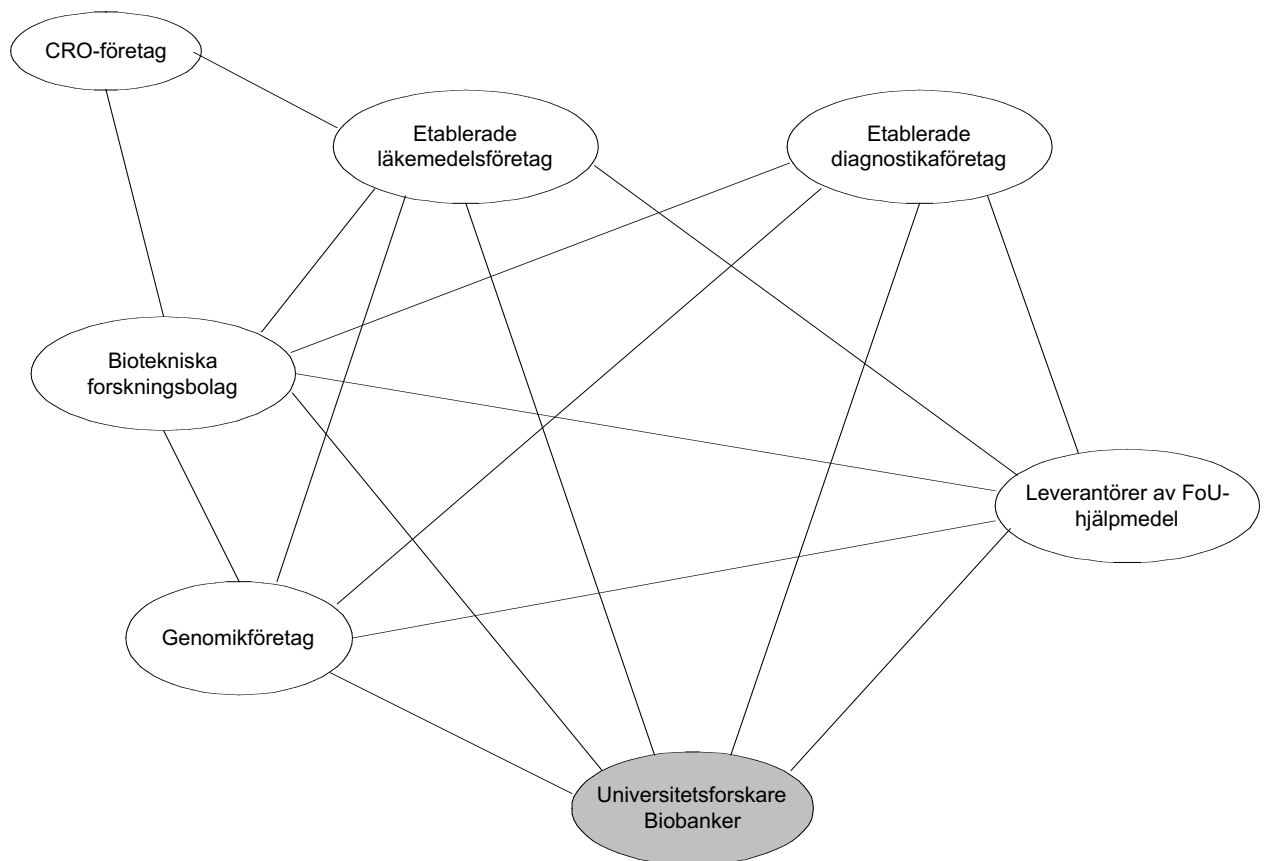 CRO-företag
Etablerade
läkemedelsföretag
Etablerade
diagnostikaföretag
Biotekniska
forskningsbolag
Leverantörer av FoU-
hjälpmedel
Genomikföretag
Universitetsforskare
Biobanker